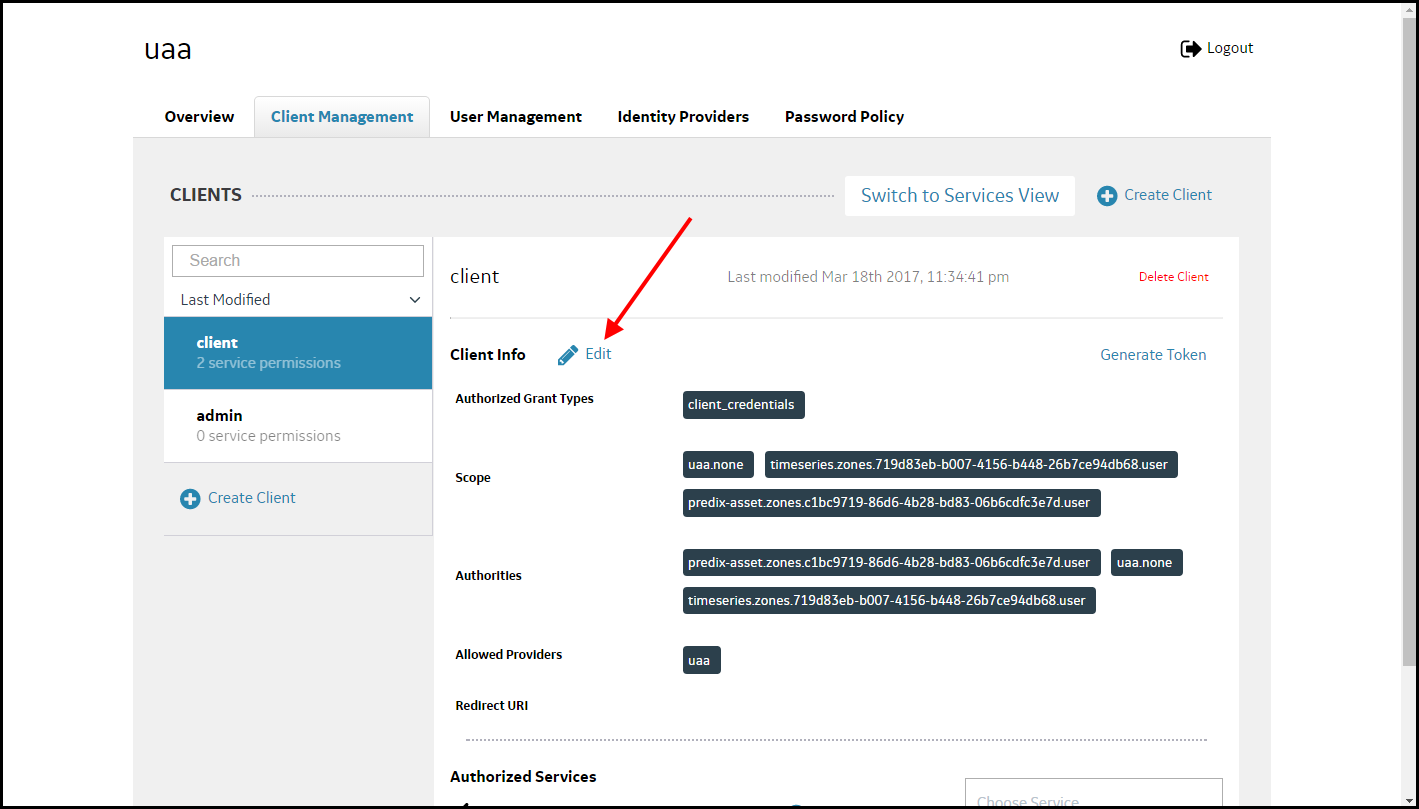 uaa
Logout
Overview
Client Management
User Management
Identity Providers
Password Policy
CLIENTS
Switch to Services View
Create Client
Search
Last Modified
client
2 service permissions
admin
0 service permissions
Create Client
client
Last modified Mar 18th 2017, 11:34:41 pm
Delete Client
Client Info
Edit
Generate Token
Authorized Grant Types
client_credentials
Scope
uaa.none
timeseries.zones.719d83eb-b007-4156-b448-26b7ce94db68.user
predix-asset.zones.c1bc9719-86d6-4b28-bd83-06b6cdfc3e7d.user
Authorities
predix-asset.zones.c1bc9719-86d6-4b28-bd83-06b6cdfc3e7d.user
uaa.none
timeseries.zones.719d83eb-b007-4156-b448-26b7ce94db68.user
Allowed Providers
uaa
Redirect URI
Authorized Services
Choose Service